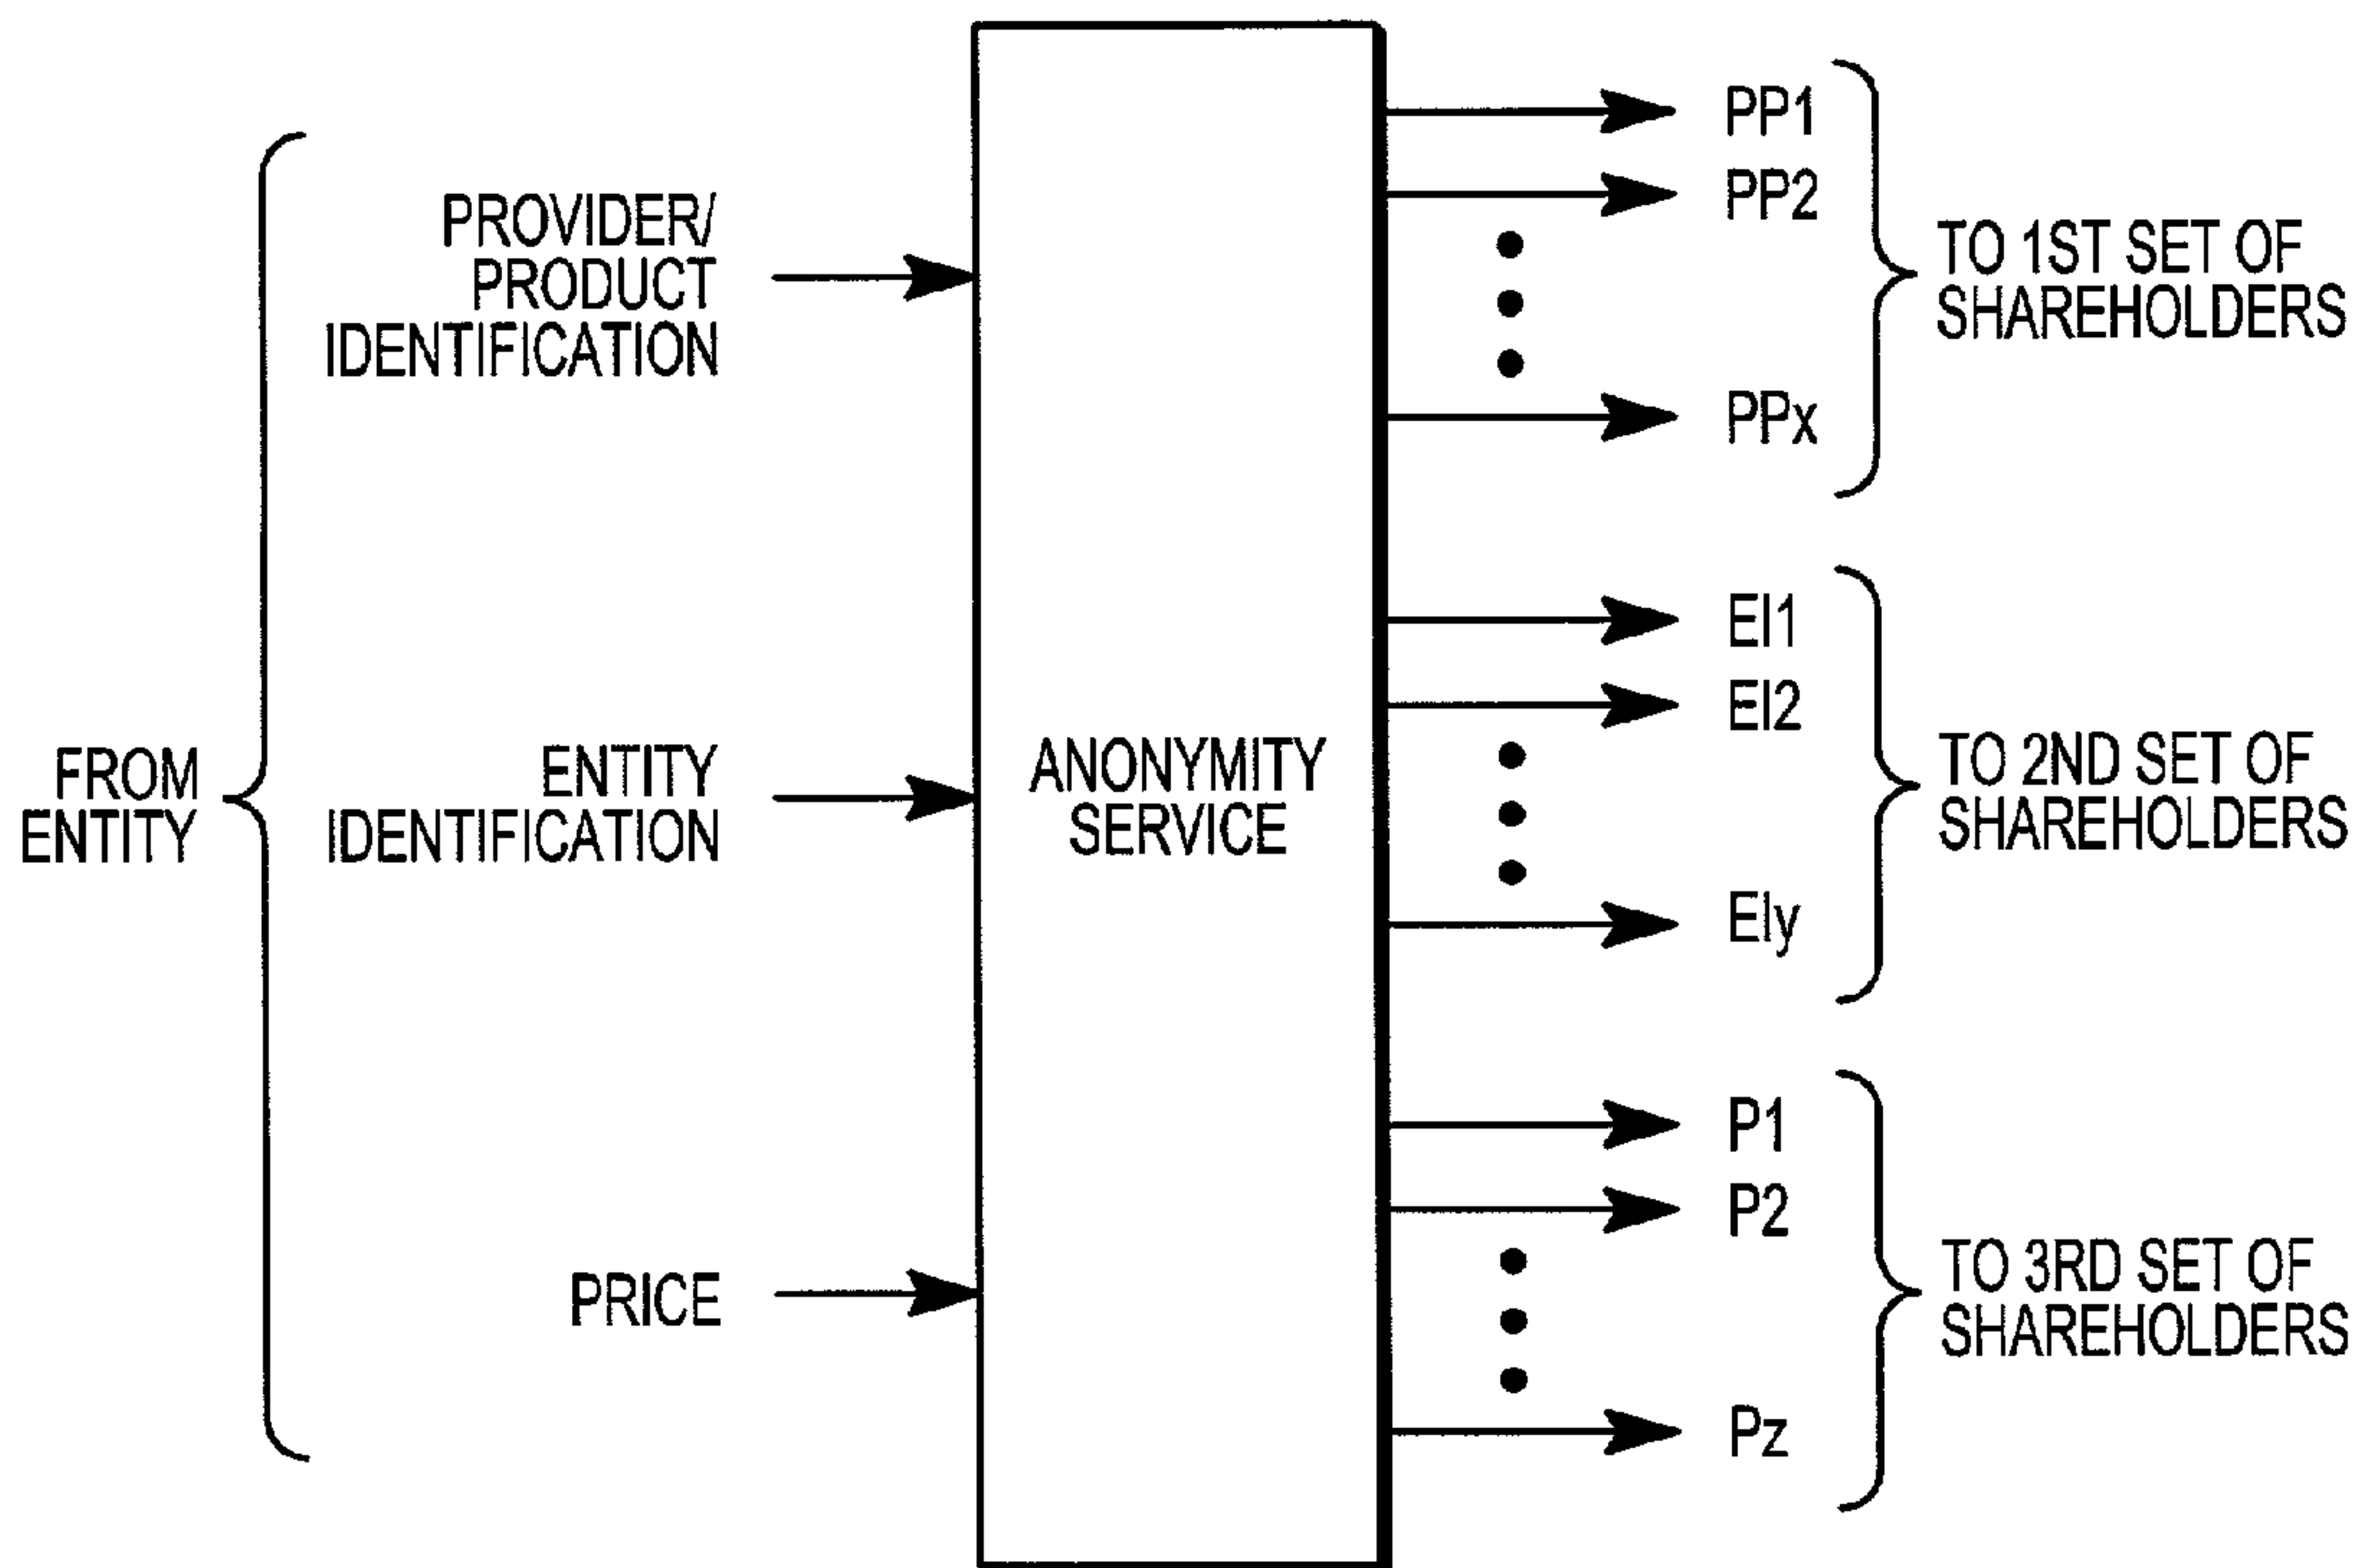 FROM
ENTITY
PROVIDER/
PRODUCT
IDENTIFICATION
ENTITY
IDENTIFICATION
PRICE
ANONYMITY
SERVICE
PP1
PP2
PPx
TO 1ST SET OF
SHAREHOLDERS
EI1
EI2
EIy
TO 2ND SET OF
SHAREHOLDERS
P1
P2
Pz
TO 3RD SET OF
SHAREHOLDERS